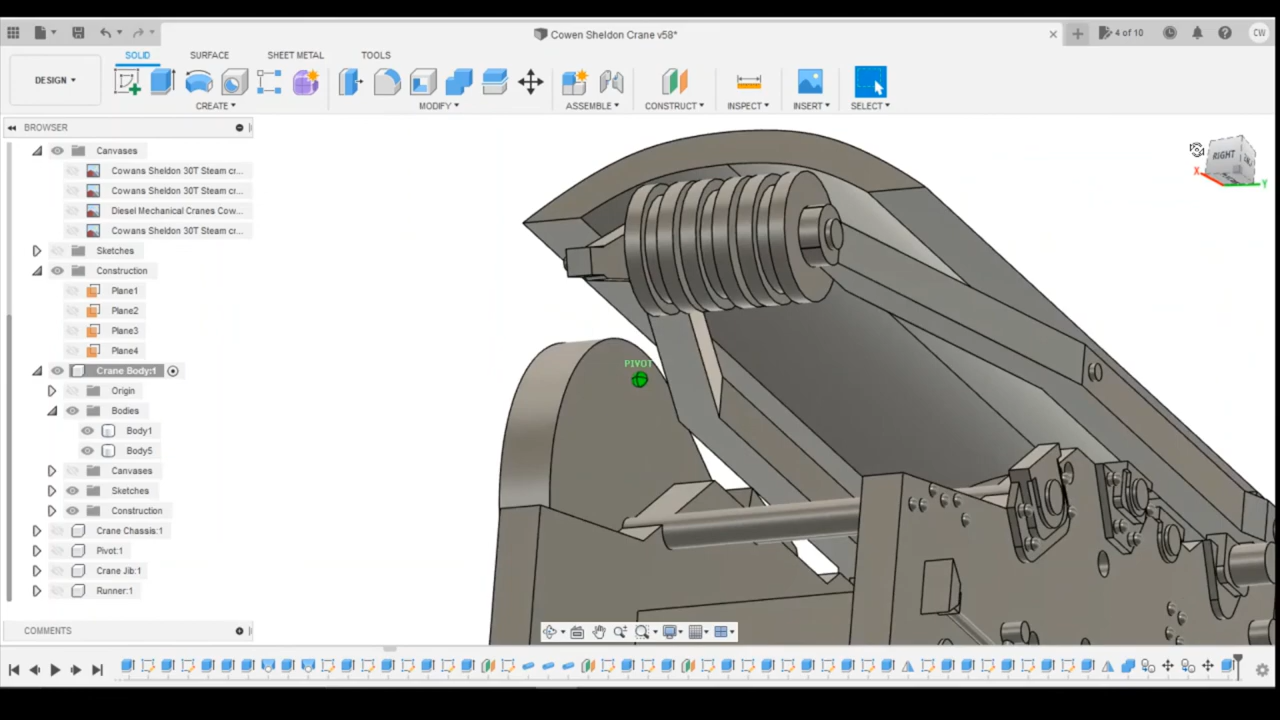 Cowen Sheldon Crane v58*
4 of 10
CW
DESIGN
SOLID
SURFACE
SHEET METAL
TOOLS
CREATE
MODIFY
ASSEMBLE
CONSTRUCT
INSPECT
INSERT
SELECT
BROWSER
Canvases
Cowans Sheldon 30T Steam cr...
Cowans Sheldon 30T Steam cr...
Diesel Mechanical Cranes Cow...
Cowans Sheldon 30T Steam cr...
Sketches
Construction
Plane1
Plane2
Plane3
Plane4
Crane Body:1
Origin
Bodies
Body1
Body5
Canvases
Sketches
Construction
Crane Chassis:1
Pivot:1
Crane Jib:1
Runner:1
COMMENTS
PIVOT
RIGHT
X
Y